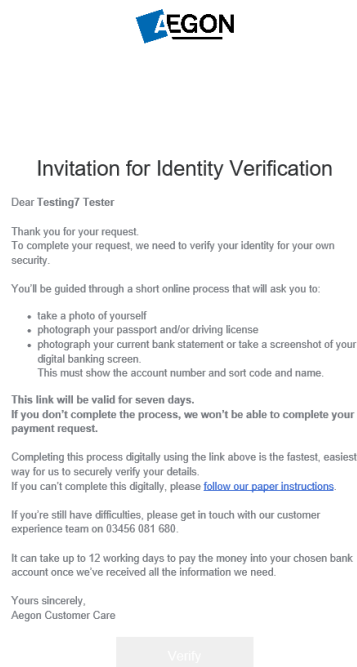 AEGON
Invitation for Identity Verification
Dear Testing7 Tester
Thank you for your request.
To complete your request, we need to verify your identity for your own
security.
You'll be guided through a short online process that will ask you to:
• take a photo of yourself
• photograph your passport and/or driving license
• photograph your current bank statement or take a screenshot of your
digital banking screen.
This must show the account number and sort code and name.
This link will be valid for seven days.
If you don't complete the process, we won't be able to complete your
payment request.
Completing this process digitally using the link above is the fastest, easiest
way for us to securely verify your details.
If you can't complete this digitally, please follow our paper instructions.
If you're still have difficulties, please get in touch with our customer
experience team on 03456 081 680.
It can take up to 12 working days to pay the money into your chosen bank
account once we've received all the information we need.
Yours sincerely,
Aegon Customer Care
Verify